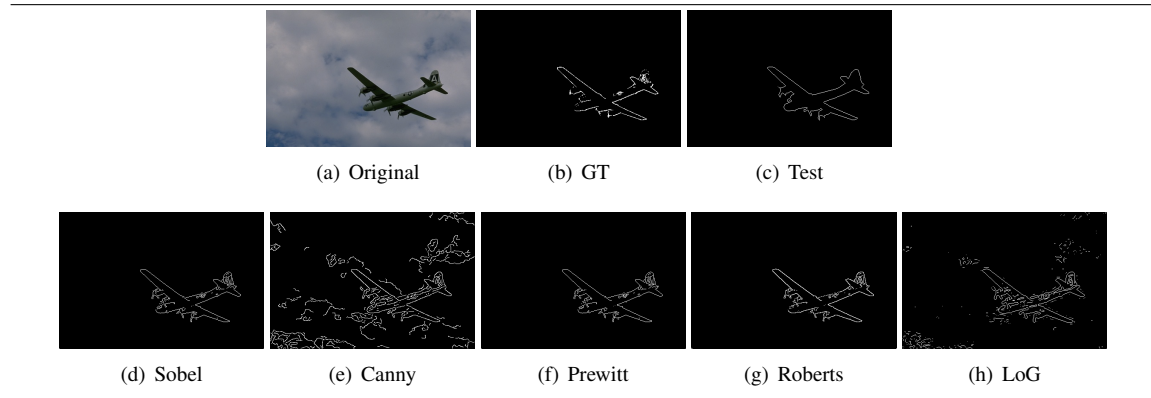 (a) Original (b) GT (c) Test
(d) Sobel (e) Canny (f) Prewitt (g) Roberts (h) LoG